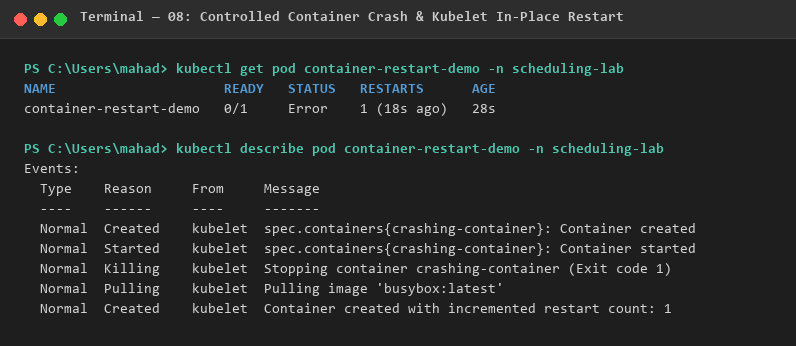 Terminal — 08: Controlled Container Crash & Kubelet In-Place Restart
PS C:\Users\mahad> kubectl get pod container-restart-demo -n scheduling-lab
NAME                     READY   STATUS    RESTARTS      AGE
container-restart-demo   0/1     Error     1 (18s ago)   28s
PS C:\Users\mahad> kubectl describe pod container-restart-demo -n scheduling-lab
Events:
  Type    Reason     From     Message
  ----    ------     ----     -------
  Normal  Created    kubelet  spec.containers{crashing-container}: Container created
  Normal  Started    kubelet  spec.containers{crashing-container}: Container started
  Normal  Killing    kubelet  Stopping container crashing-container (Exit code 1)
  Normal  Pulling    kubelet  Pulling image 'busybox:latest'
  Normal  Created    kubelet  Container created with incremented restart count: 1